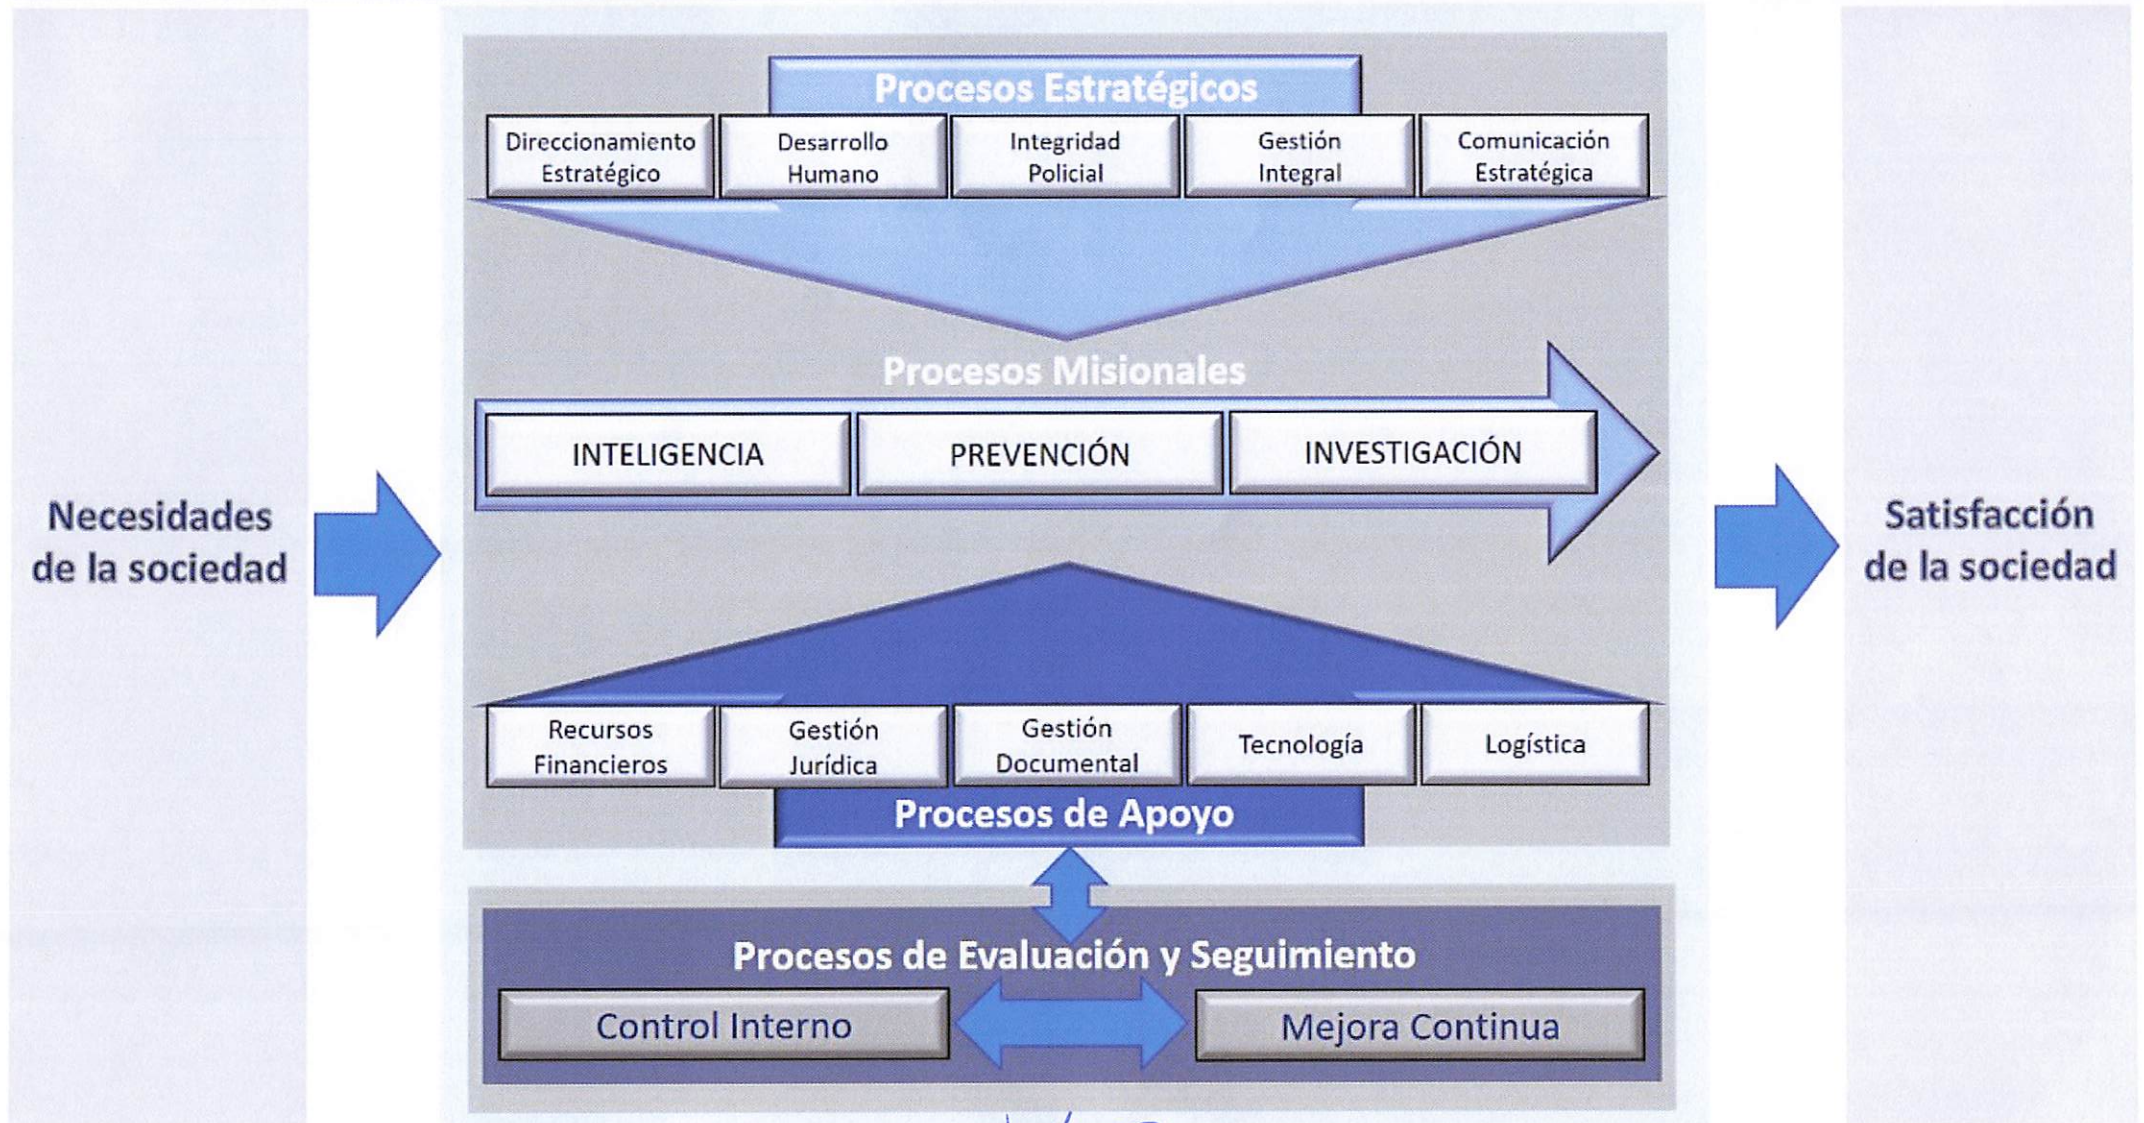 Procesos Estratégicos
Direccionamiento
Estratégico
Desarrollo
Humano
Integridad
Policial
Gestión
Integral
Comunicación
Estratégica
Procesos Misionales
INTELIGENCIA
PREVENCIÓN
INVESTIGACIÓN
Necesidades
de la sociedad
Satisfacción
de la sociedad
Recursos
Financieros
Gestión
Jurídica
Gestión
Documental
Tecnología
Logística
Procesos de Apoyo
Procesos de Evaluación y Seguimiento
Control Interno
Mejora Continua